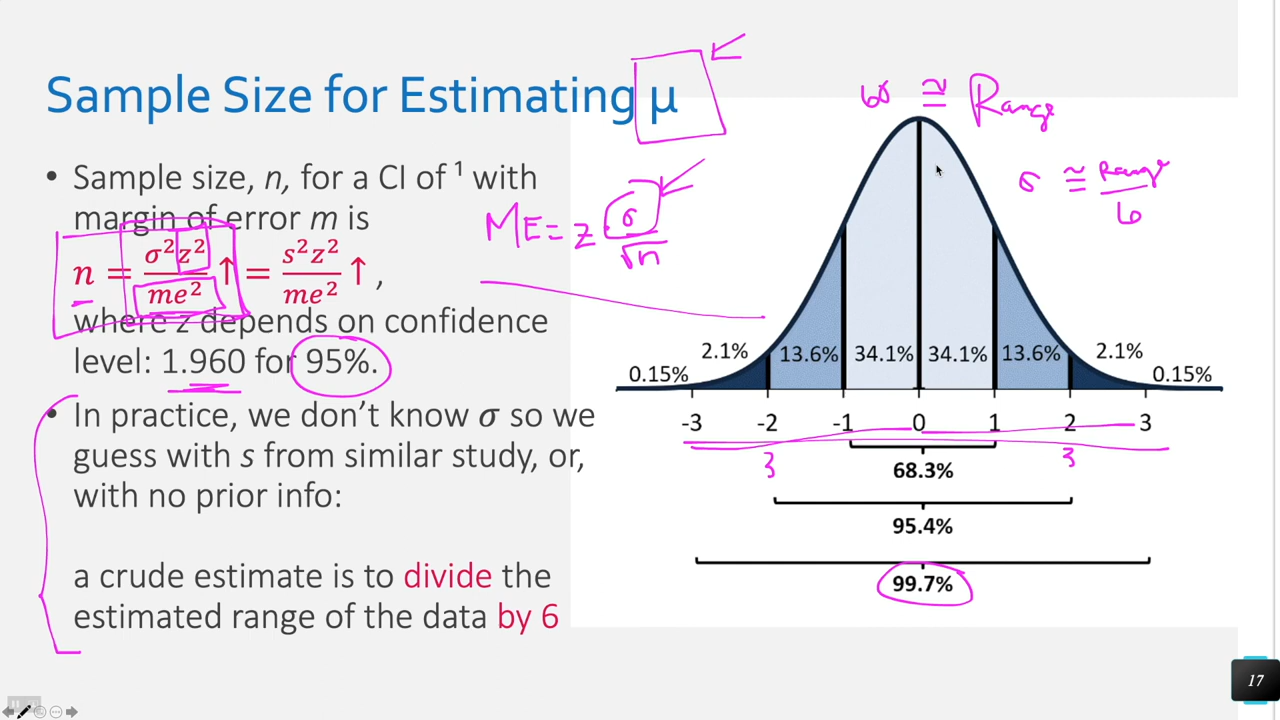 Sample Size for Estimating μ
• Sample size, n, for a CI of ¹ with
margin of error m is
n = σ²z²/me² ↑ = s²z²/me² ↑ ,
where z depends on confidence
level: 1.960 for 95%.
• In practice, we don’t know σ so we
guess with s from similar study, or,
with no prior info:
a crude estimate is to divide the
estimated range of the data by 6
ME = z σ/√n
6σ ≅ Range
σ ≅ Range/6
0.15% 2.1% 13.6% 34.1% 34.1% 13.6% 2.1% 0.15%
-3 -2 -1 0 1 2 3
3 3
68.3%
95.4%
99.7%
17